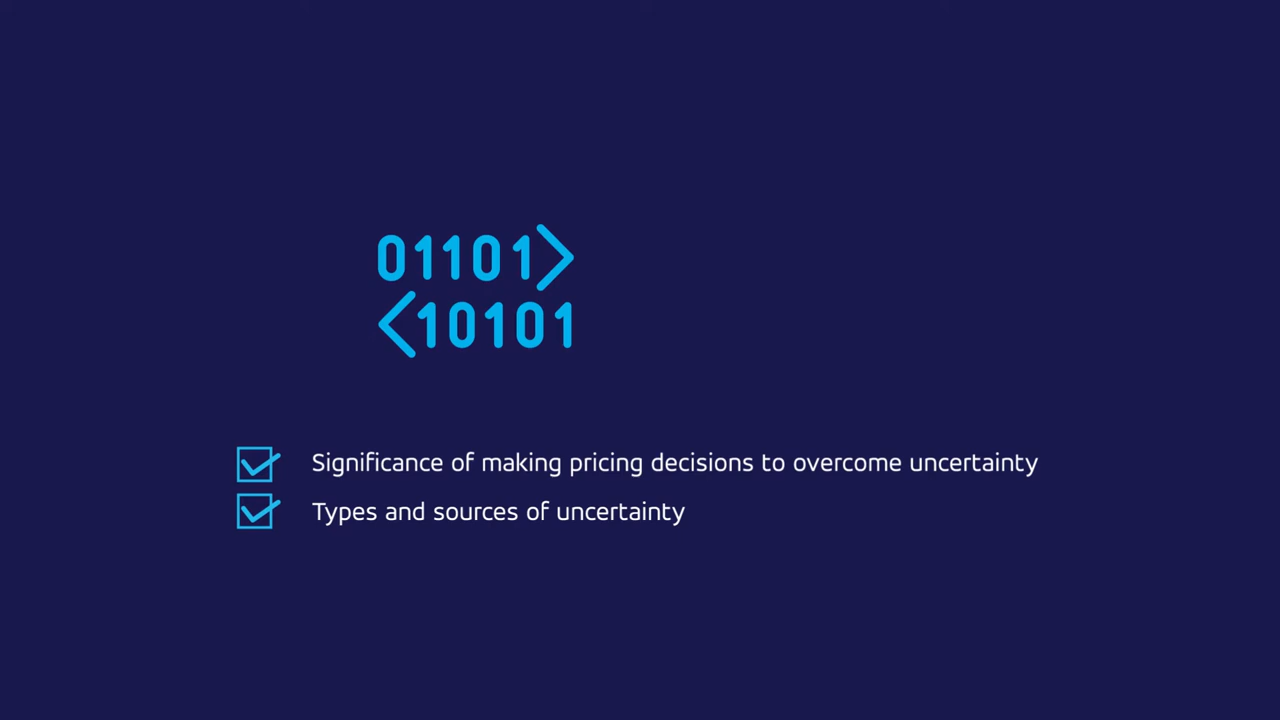 01101>
<10101
Significance of making pricing decisions to overcome uncertainty
Types and sources of uncertainty